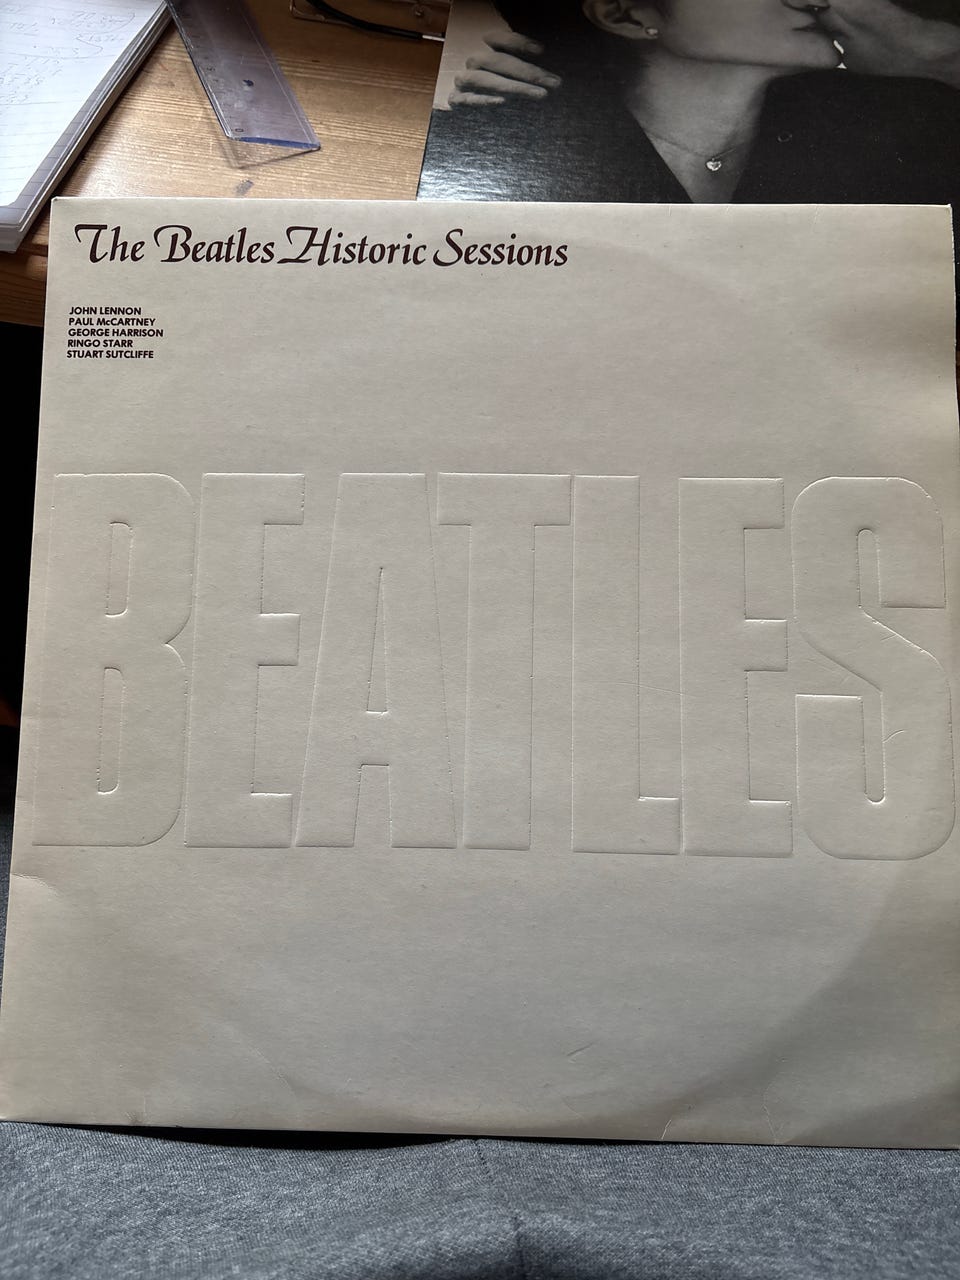 The Beatles Historic Sessions
JOHN LENNON
PAUL McCARTNEY
GEORGE HARRISON
RINGO STARR
STUART SUTCLIFFE
BEATLES